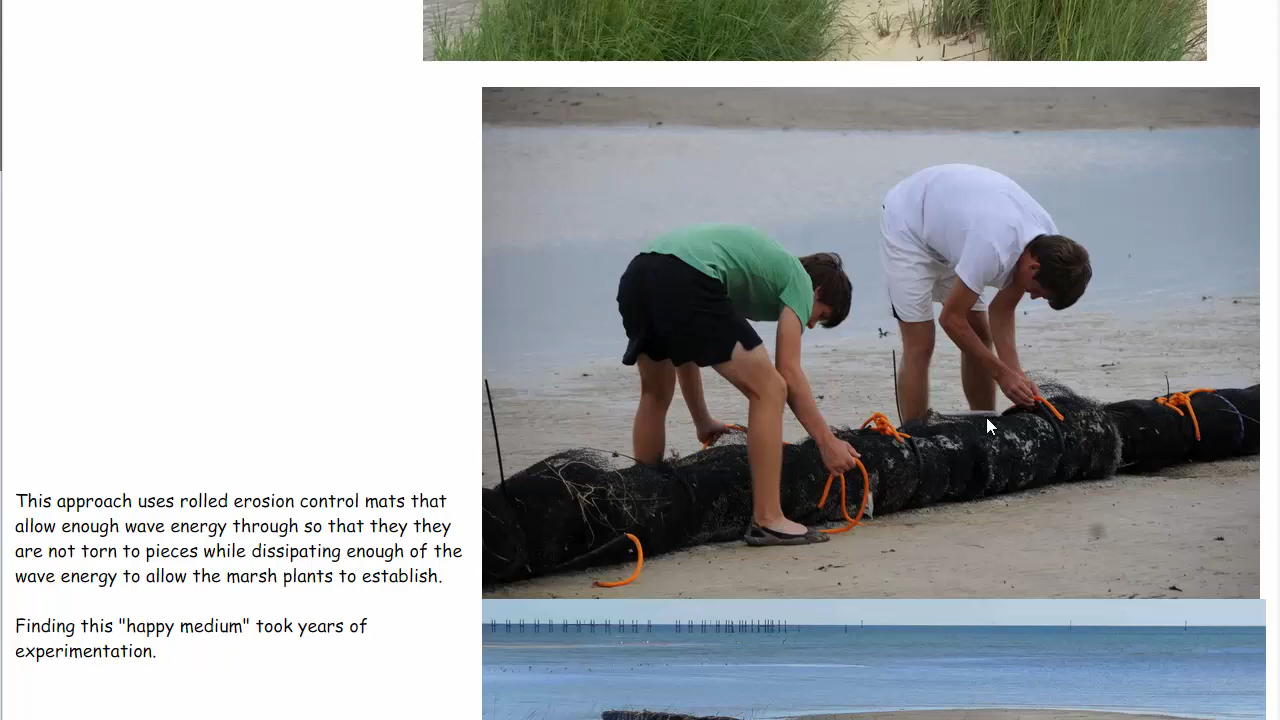 This approach uses rolled erosion control mats that
allow enough wave energy through so that they they
are not torn to pieces while dissipating enough of the
wave energy to allow the marsh plants to establish.
Finding this "happy medium" took years of
experimentation.